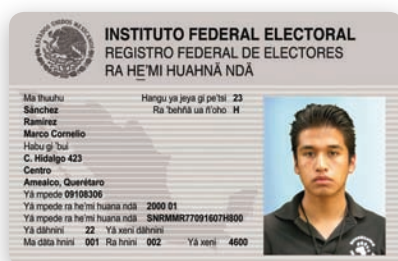 INSTITUTO FEDERAL ELECTORAL
REGISTRO FEDERAL DE ELECTORES
RA HE'MI HUAHNÄ NDÄ
Ma thuuhu Hangu ya jeya gi pe'tsi 23
Sánchez Ra 'behñä ua ñ'oho H
Ramírez
Marco Cornelio
Habu gi 'bui
C. Hidalgo 423
Centro
Amealco, Querétaro
Yä mpede 09108306
Yä mpede ra he'mi huana ndä 2000 01
Yä mpede ra he'mi huana ndä SNRMMR77091607H800
Yä dähnini 22 Yä xeni dähnini
Ma däta hnini 001 Ra hnini 002 Yä xeni 4600